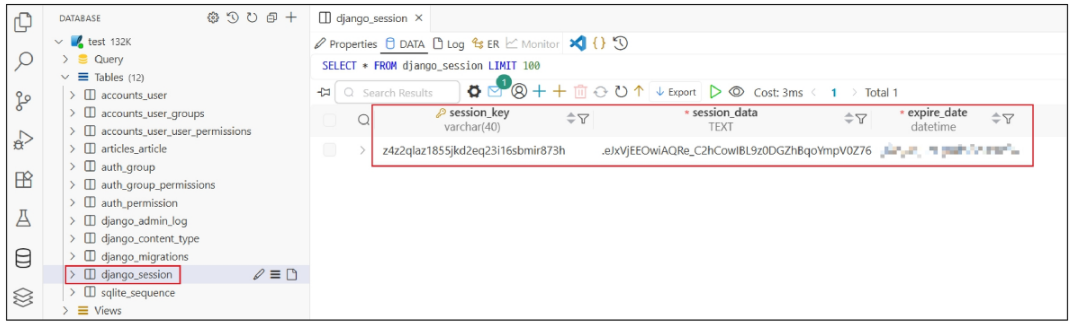 DATABASE
test 132K
Query
Tables (12)
accounts_user
accounts_user_groups
accounts_user_user_permissions
articles_article
auth_group
auth_group_permissions
auth_permission
django_admin_log
django_content_type
django_migrations
django_session
sqlite_sequence
Views
django_session ×
Properties DATA Log ER Monitor
SELECT * FROM django_session LIMIT 100
Search Results 1 Export Cost: 3ms < 1 > Total 1
session_key * session_data * expire_date
varchar(40) TEXT datetime
z4z2qlaz1855jkd2eq23i16sbmir873h .eJxVjEEOwiAQRe_C2hCowIBL9z0DGZhBqoYmpV0Z76